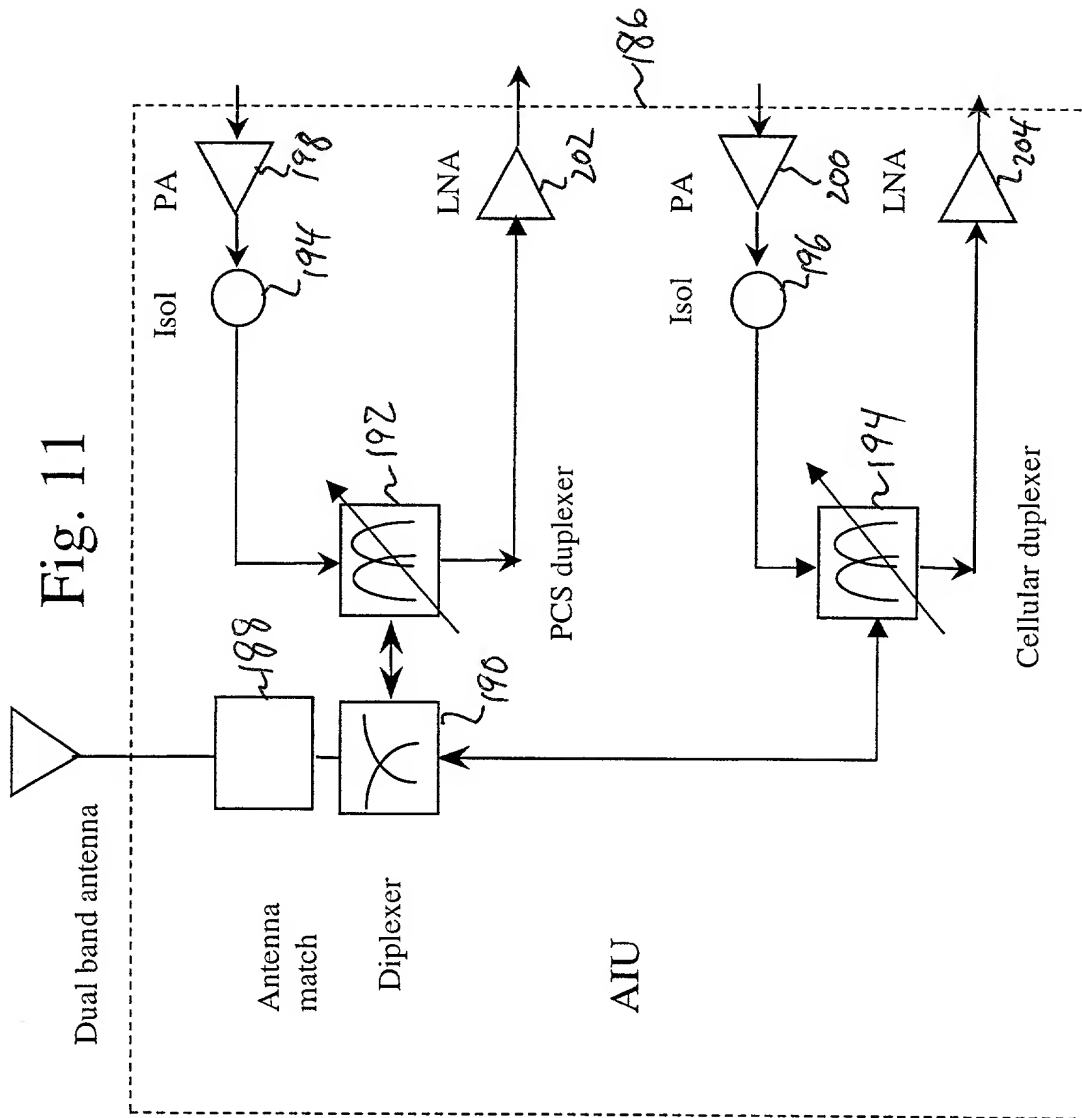 Fig. 11
Dual band antenna
Antenna
match
188
Diplexer
190
AIU
PCS duplexer
192
Isol
194
PA
198
LNA
202
186
Cellular duplexer
194
Isol
196
PA
200
LNA
204